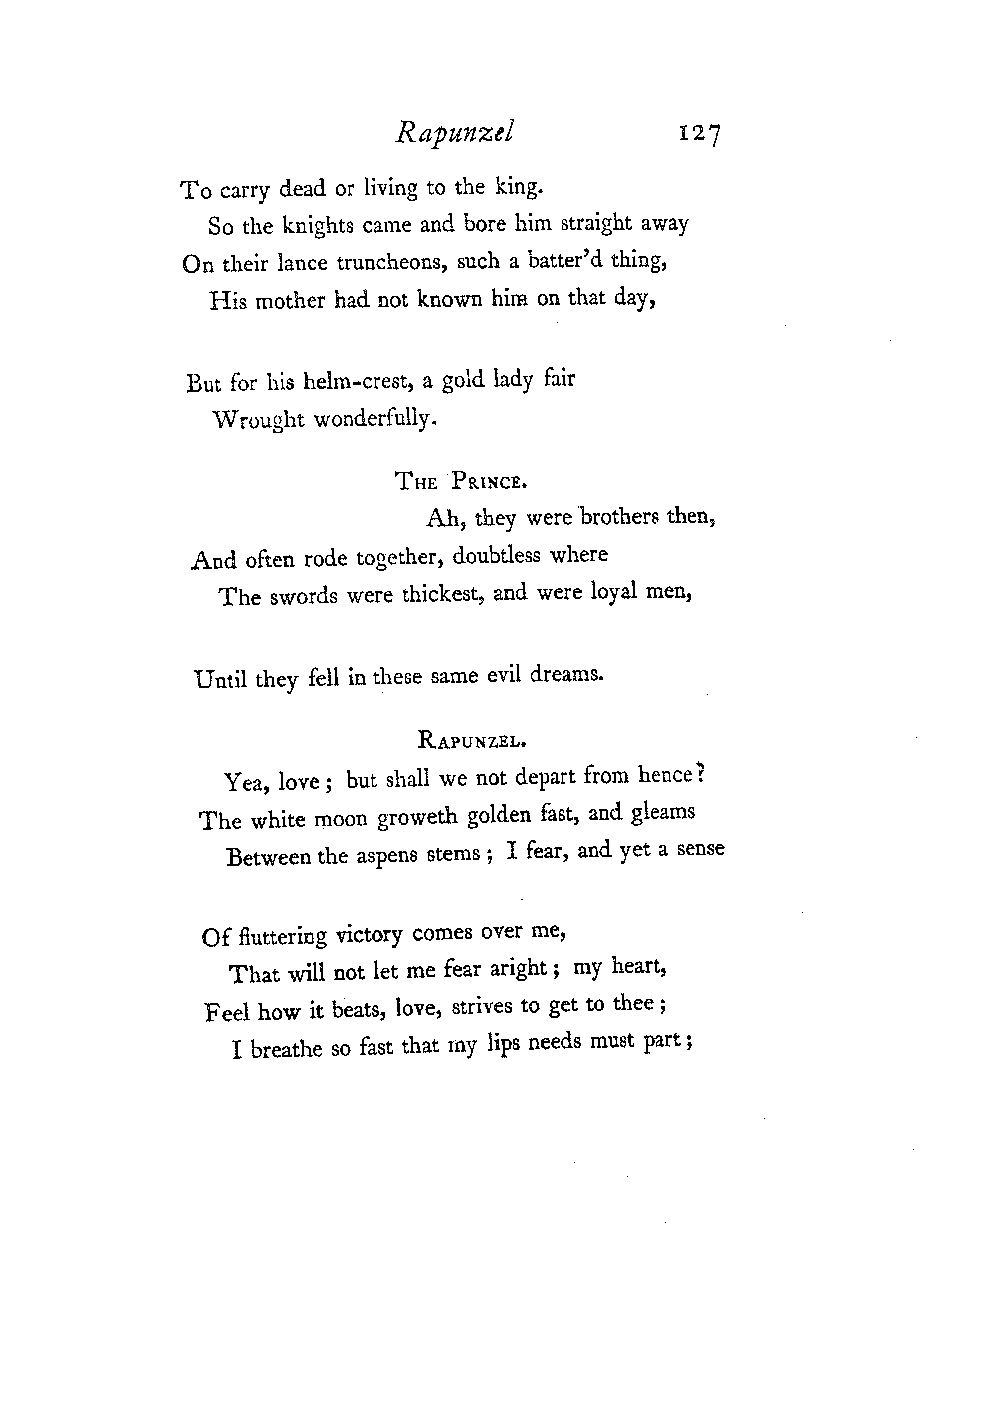 Rapunzel 127
To carry dead or living to the king.
So the knights came and bore him straight away
On their lance truncheons, such a batter'd thing,
His mother had not known him on that day,
But for his helm-crest, a gold lady fair
Wrought wonderfully.
THE PRINCE.
Ah, they were brothers then,
And often rode together, doubtless where
The swords were thickest, and were loyal men,
Until they fell in these same evil dreams.
RAPUNZEL.
Yea, love; but shall we not depart from hence?
The white moon groweth golden fast, and gleams
Between the aspens stems; I fear, and yet a sense
Of fluttering victory comes over me,
That will not let me fear aright; my heart,
Feel how it beats, love, strives to get to thee;
I breathe so fast that my lips needs must part;